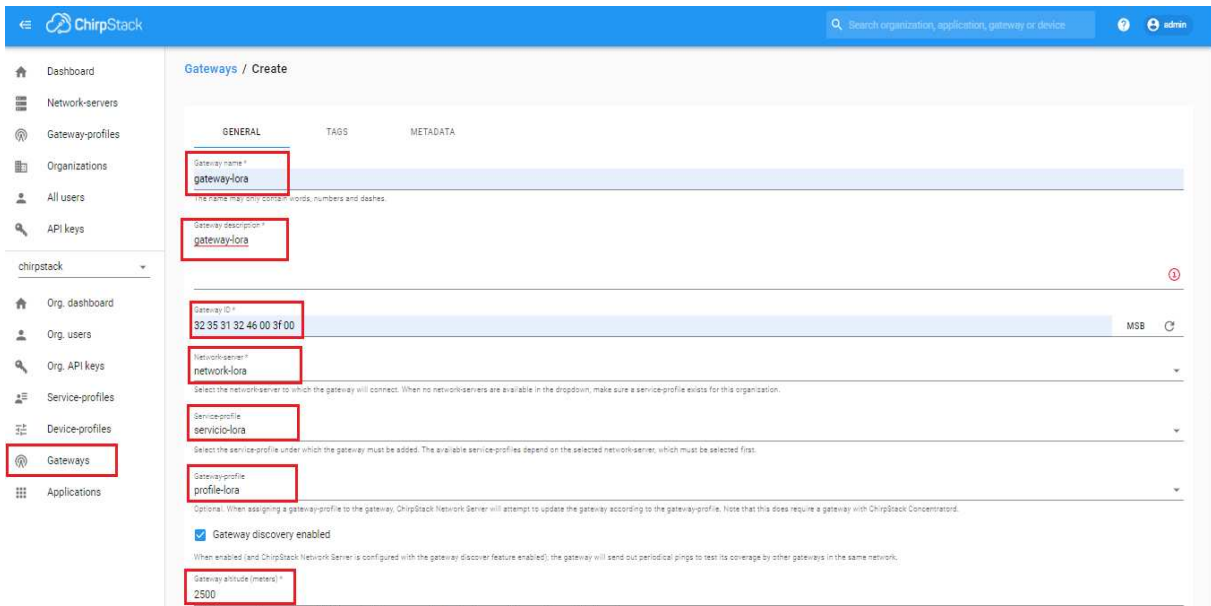 ChirpStack
Search organization, application, gateway or device
?
admin
Dashboard
Network-servers
Gateway-profiles
Organizations
All users
API keys
chirpstack
Org. dashboard
Org. users
Org. API keys
Service-profiles
Device-profiles
Gateways
Applications
Gateways / Create
GENERAL TAGS METADATA
Gateway name *
gateway-lora
The name may only contain words, numbers and dashes.
Gateway description *
gateway-lora
1
Gateway ID *
32 35 31 32 46 00 3f 00 MSB
Network-server *
network-lora
Select the network-server to which the gateway will connect. When no network-servers are available in the dropdown, make sure a service-profile exists for this organization.
Service-profile
servicio-lora
Select the service-profile under which the gateway must be added. The available service-profiles depend on the selected network-server, which must be selected first.
Gateway-profile
profile-lora
Optional. When assigning a gateway-profile to the gateway, ChirpStack Network Server will attempt to update the gateway according to the gateway-profile. Note that this does require a gateway with ChirpStack Concentratord.
Gateway discovery enabled
When enabled (and ChirpStack Network Server is configured with the gateway discover feature enabled), the gateway will send out periodical pings to test its coverage by other gateways in the same network.
Gateway altitude (meters) *
2500